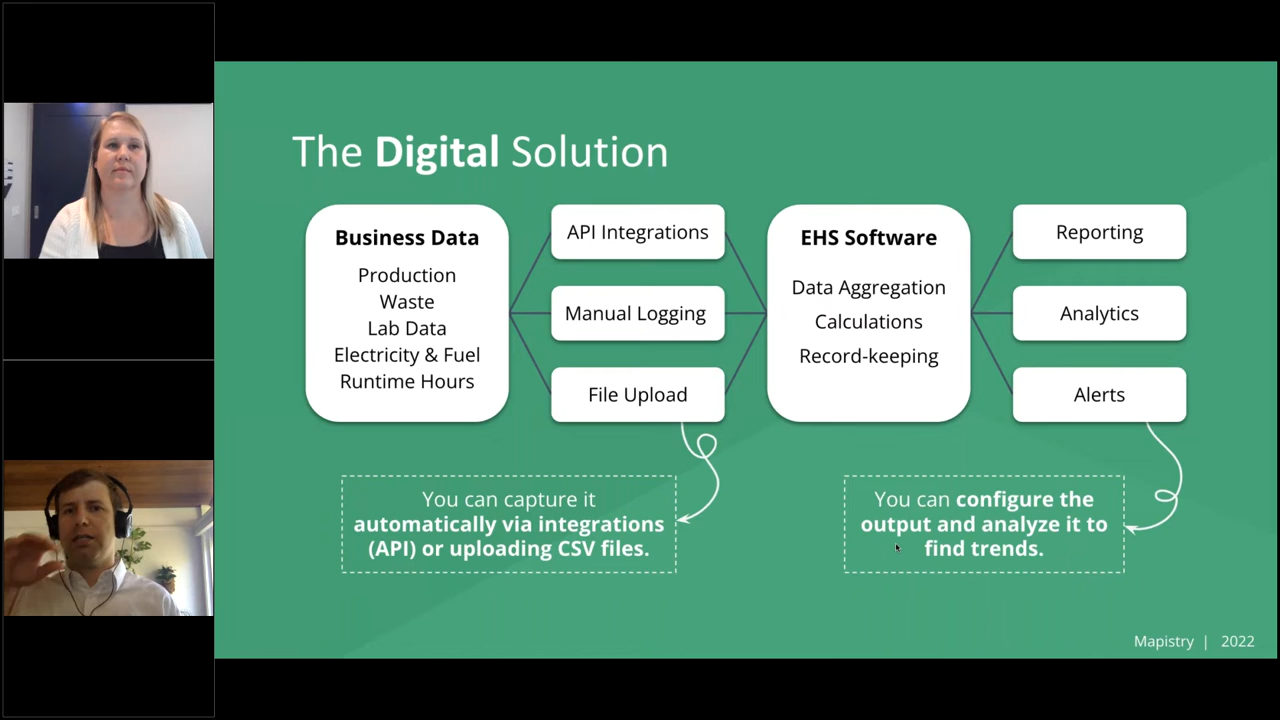 The Digital Solution
Business Data
Production
Waste
Lab Data
Electricity & Fuel
Runtime Hours
API Integrations
Manual Logging
File Upload
EHS Software
Data Aggregation
Calculations
Record-keeping
Reporting
Analytics
Alerts
You can capture it
automatically via integrations
(API) or uploading CSV files.
You can configure the
output and analyze it to
find trends.
Mapistry | 2022